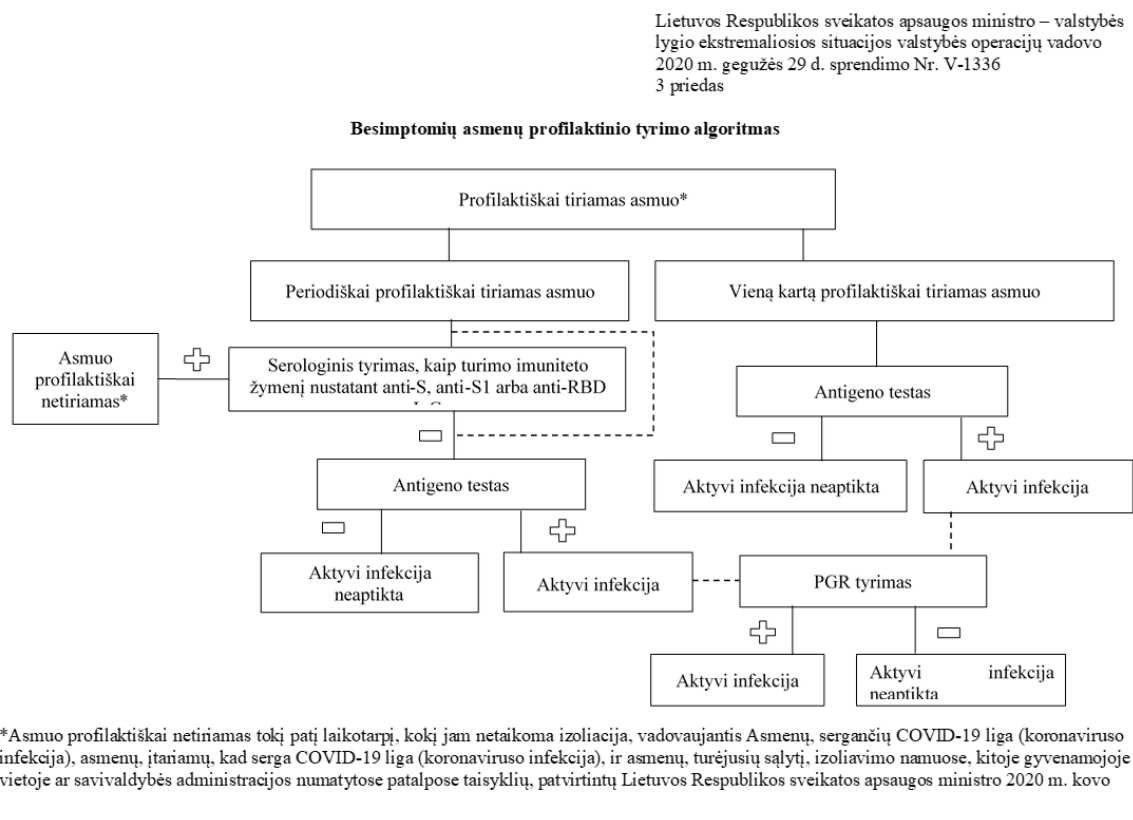 Lietuvos Respublikos sveikatos apsaugos ministro – valstybės
lygio ekstremaliosios situacijos valstybės operacijų vadovo
2020 m. gegužės 29 d. sprendimo Nr. V-1336
3 priedas
Besimptomių asmenų profilaktinio tyrimo algoritmas
Profilaktiškai tiriamas asmuo*
Periodiškai profilaktiškai tiriamas asmuo
Vieną kartą profilaktiškai tiriamas asmuo
Asmuo
profilaktiškai
netiriamas*
Serologinis tyrimas, kaip turimo imuniteto
žymenį nustatant anti-S, anti-S1 arba anti-RBD
Antigeno testas
Aktyvi infekcija neaptikta
Aktyvi infekcija
Antigeno testas
Aktyvi infekcija
neaptikta
Aktyvi infekcija
PGR tyrimas
Aktyvi infekcija
Aktyvi infekcija
neaptikta
*Asmuo profilaktiškai netiriamas tokį patį laikotarpį, kokį jam netaikoma izoliacija, vadovaujantis Asmenų, sergančių COVID-19 liga (koronaviruso
infekcija), asmenų, įtariamų, kad serga COVID-19 liga (koronaviruso infekcija), ir asmenų, turėjusių sąlytį, izoliavimo namuose, kitoje gyvenamojoje
vietoje ar savivaldybės administracijos numatytose patalpose taisyklių, patvirtintų Lietuvos Respublikos sveikatos apsaugos ministro 2020 m. kovo